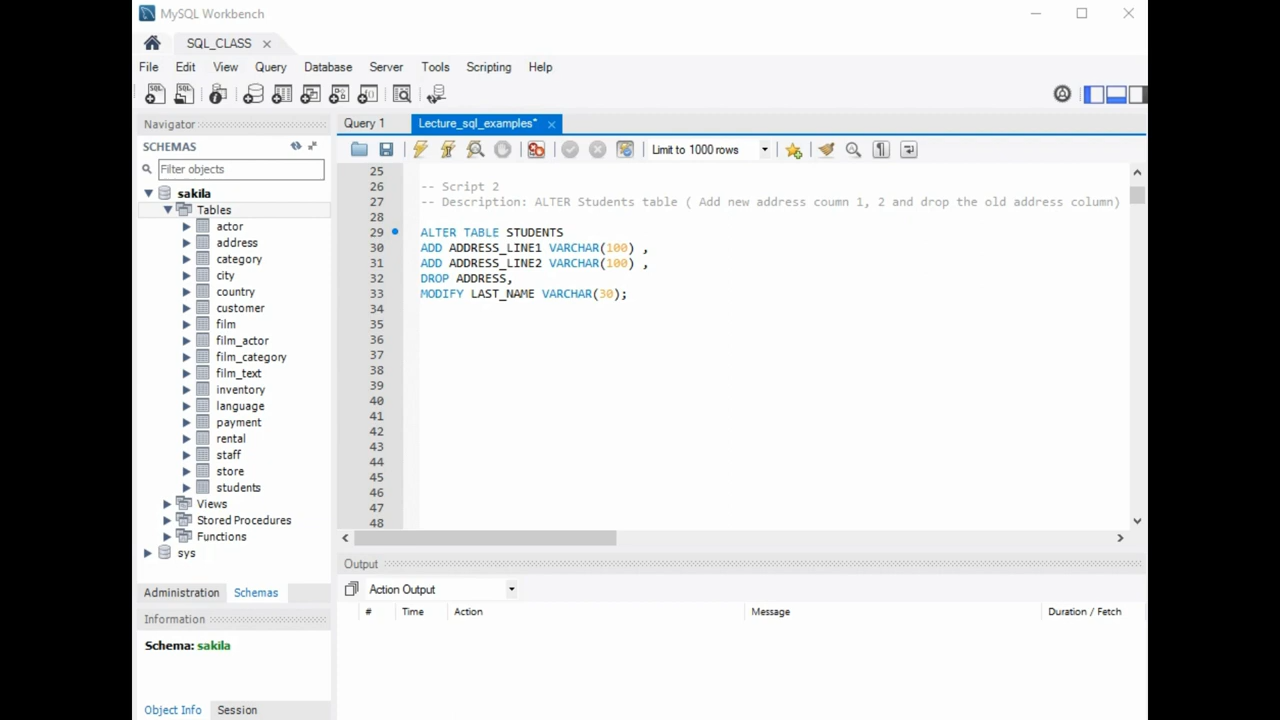 MySQL Workbench
SQL_CLASS
File Edit View Query Database Server Tools Scripting Help
Navigator
SCHEMAS
Filter objects
sakila
Tables
actor
address
category
city
country
customer
film
film_actor
film_category
film_text
inventory
language
payment
rental
staff
store
students
Views
Stored Procedures
Functions
sys
Administration Schemas
Information
Schema: sakila
Object Info Session
Query 1 Lecture_sql_examples*
Limit to 1000 rows
25
26 -- Script 2
27 -- Description: ALTER Students table ( Add new address coumn 1, 2 and drop the old address column)
28
29 ALTER TABLE STUDENTS
30 ADD ADDRESS_LINE1 VARCHAR(100) ,
31 ADD ADDRESS_LINE2 VARCHAR(100) ,
32 DROP ADDRESS,
33 MODIFY LAST_NAME VARCHAR(30);
34
35
36
37
38
39
40
41
42
43
44
45
46
47
48
Output
Action Output
# Time Action Message Duration / Fetch